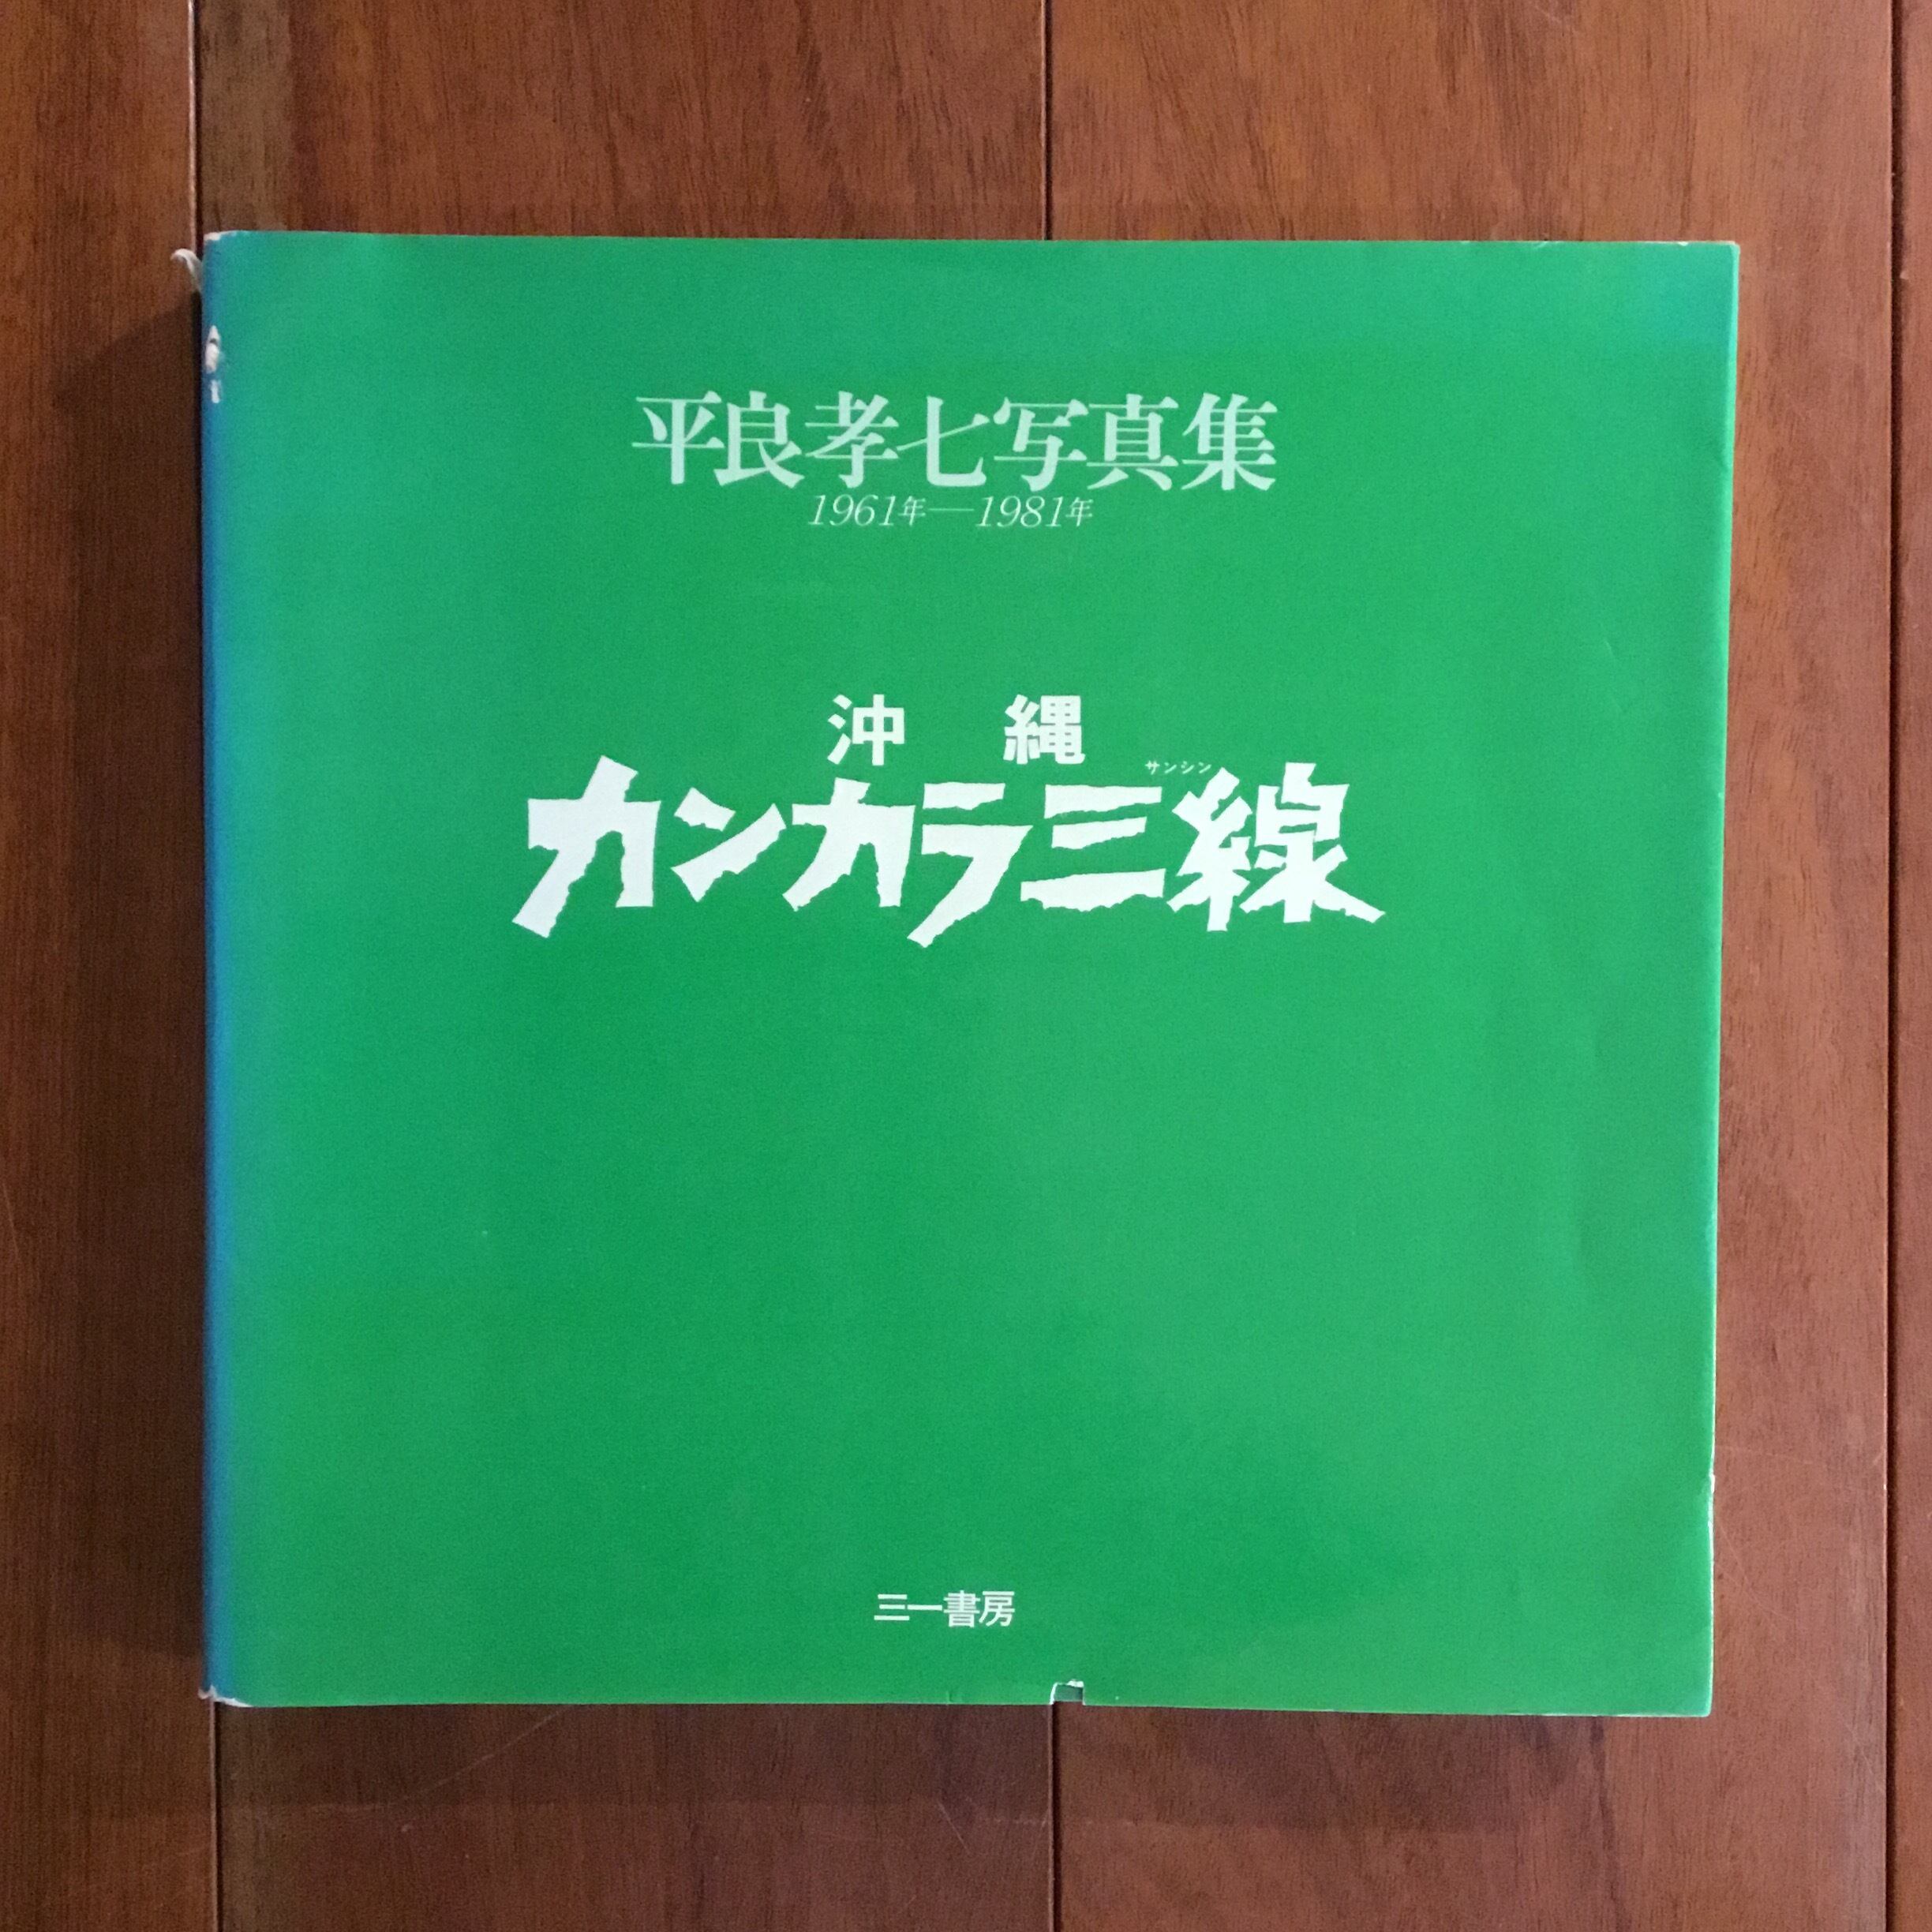 平良孝七写真集
1961年—1981年
沖縄
サンシン
カンカラ三線
三一書房